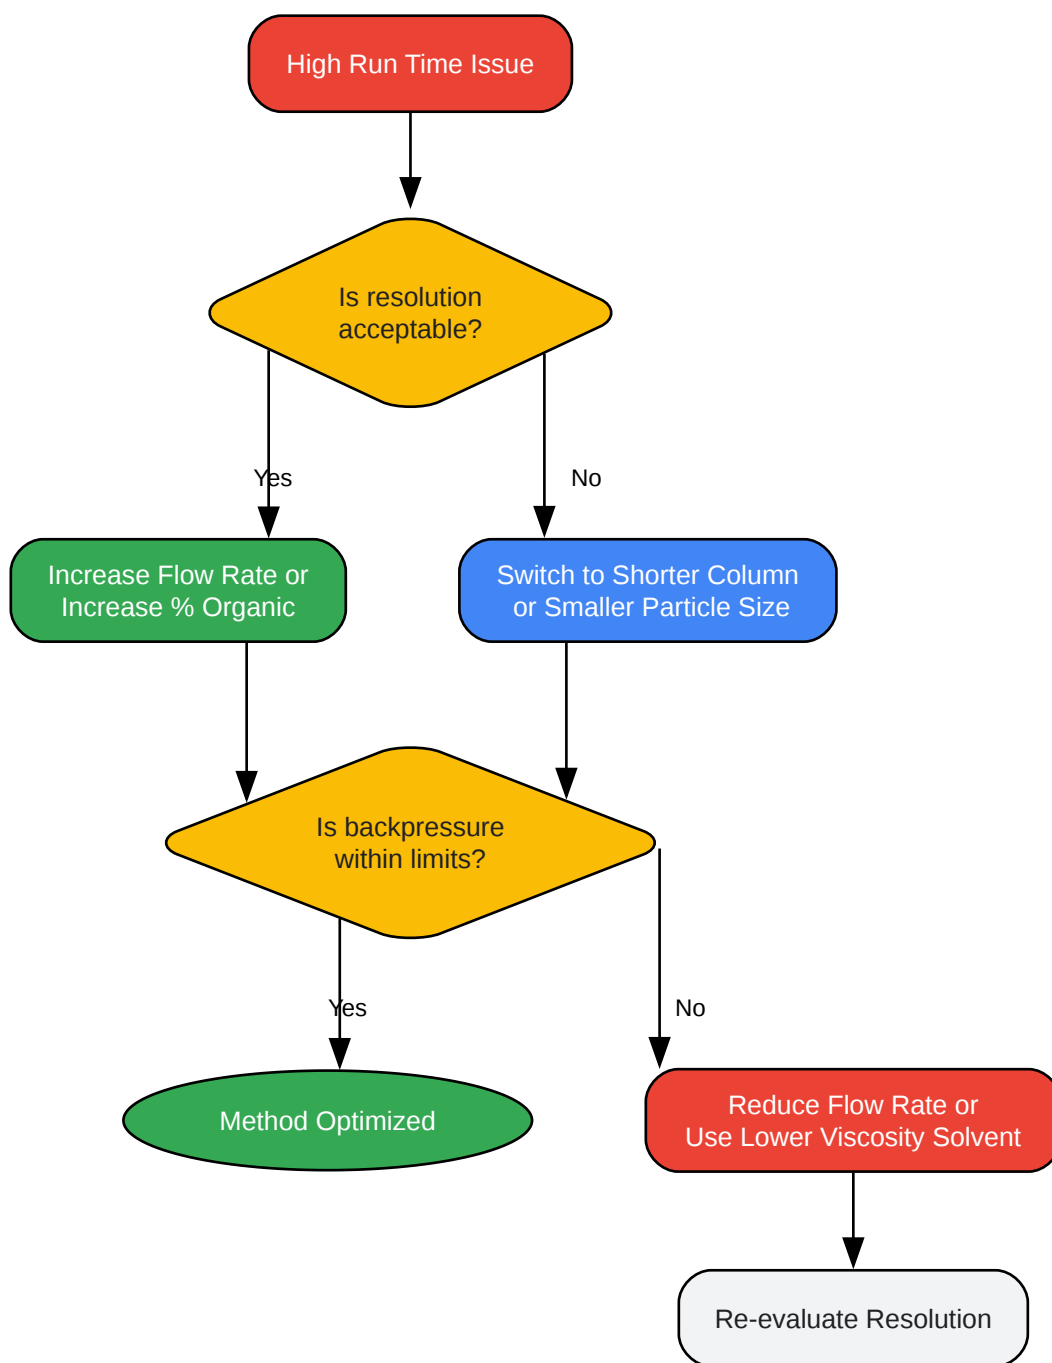 High Run Time Issue
Is resolution
acceptable?
Yes
No
Increase Flow Rate or
Increase % Organic
Switch to Shorter Column
or Smaller Particle Size
Is backpressure
within limits?
Yes
No
Method Optimized
Reduce Flow Rate or
Use Lower Viscosity Solvent
Re-evaluate Resolution